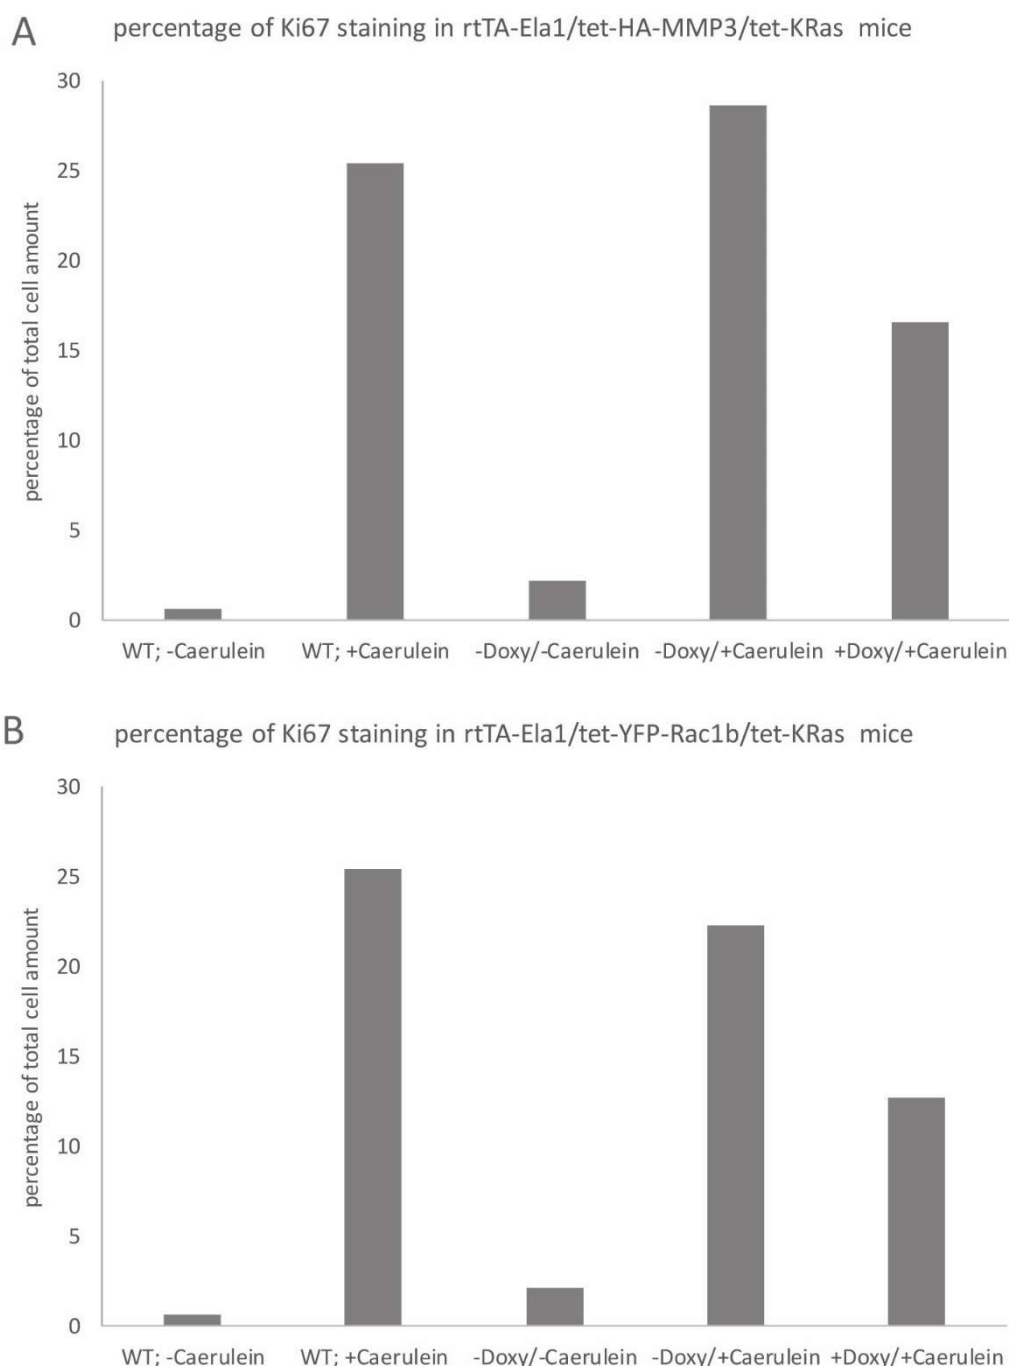 A
percentage of Ki67 staining in rtTA-Ela1/tet-HA-MMP3/tet-KRas mice
percentage of total cell amount
30
25
20
15
10
5
0
WT; -Caerulein WT; +Caerulein -Doxy/-Caerulein -Doxy/+Caerulein +Doxy/+Caerulein
B
percentage of Ki67 staining in rtTA-Ela1/tet-YFP-Rac1b/tet-KRas mice
percentage of total cell amount
30
25
20
15
10
5
0
WT; -Caerulein WT; +Caerulein -Doxy/-Caerulein -Doxy/+Caerulein +Doxy/+Caerulein